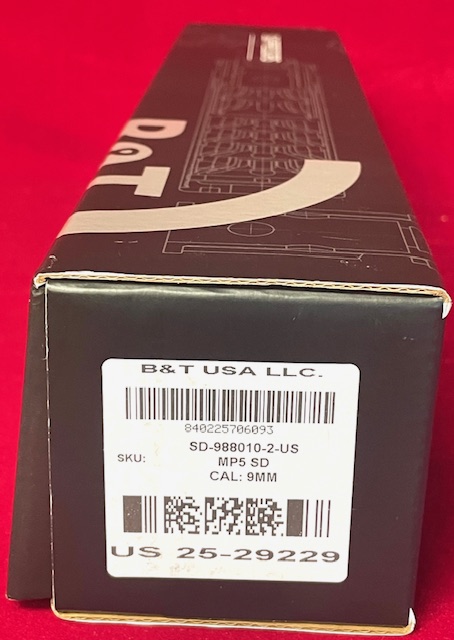 B&T
B&T USA LLC.
840225706093
SD-988010-2-US
SKU: MP5 SD
CAL: 9MM
US 25-29229